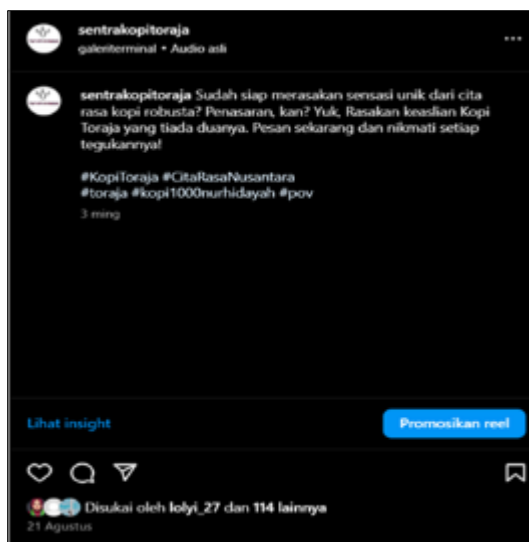 sentrakopitoraja
galeriterminal • Audio asli
sentrakopitoraja Sudah siap merasakan sensasi unik dari cita
rasa kopi robusta? Penasaran, kan? Yuk, Rasakan keaslian Kopi
Toraja yang tiada duanya. Pesan sekarang dan nikmati setiap
tegukannya!
#KopiToraja #CitaRasaNusantara
#toraja #kopi1000nurhidayah #pov
3 ming
Lihat insight
Promosikan reel
Disukai oleh lolyi_27 dan 114 lainnya
21 Agustus